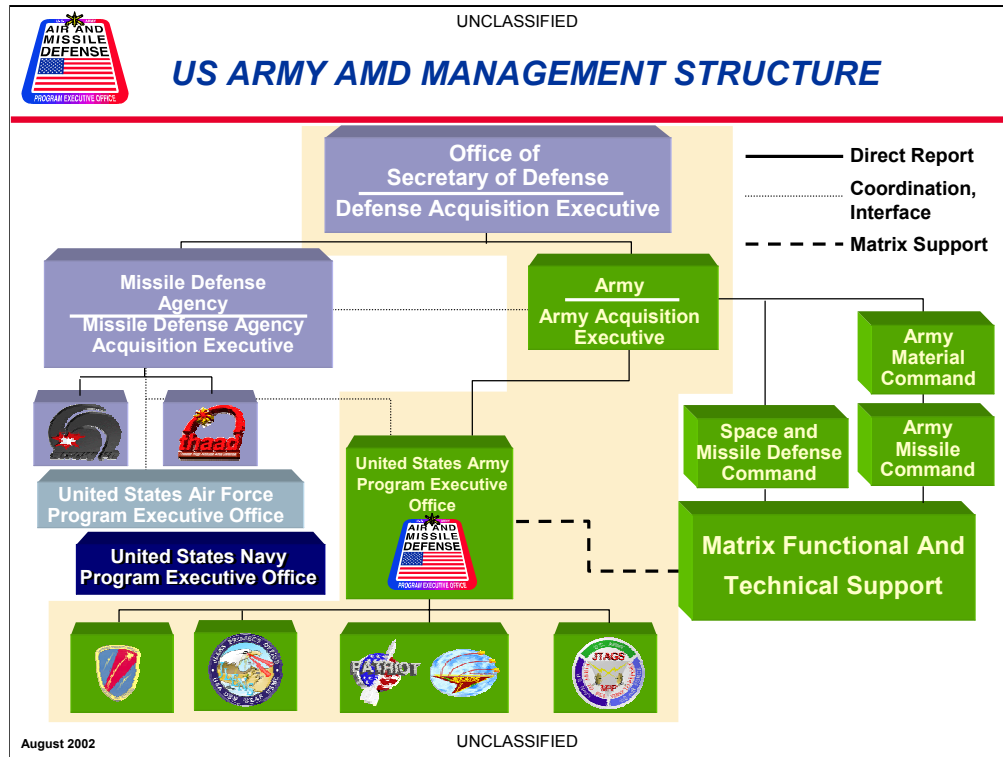 UNCLASSIFIED
AIR AND
MISSILE
DEFENSE
PROGRAM EXECUTIVE OFFICE
US ARMY AMD MANAGEMENT STRUCTURE
Office of
Secretary of Defense
Defense Acquisition Executive
Direct Report
Coordination,
Interface
Matrix Support
Missile Defense
Agency
Missile Defense Agency
Acquisition Executive
Army
Army Acquisition
Executive
Army
Material
Command
thaad
Space and
Missile Defense
Command
Army
Missile
Command
United States Army
Program Executive
Office
AIR AND
MISSILE
DEFENSE
PROGRAM EXECUTIVE OFFICE
United States Air Force
Program Executive Office
United States Navy
Program Executive Office
Matrix Functional And
Technical Support
PATRIOT
JTAGS
August 2002
UNCLASSIFIED